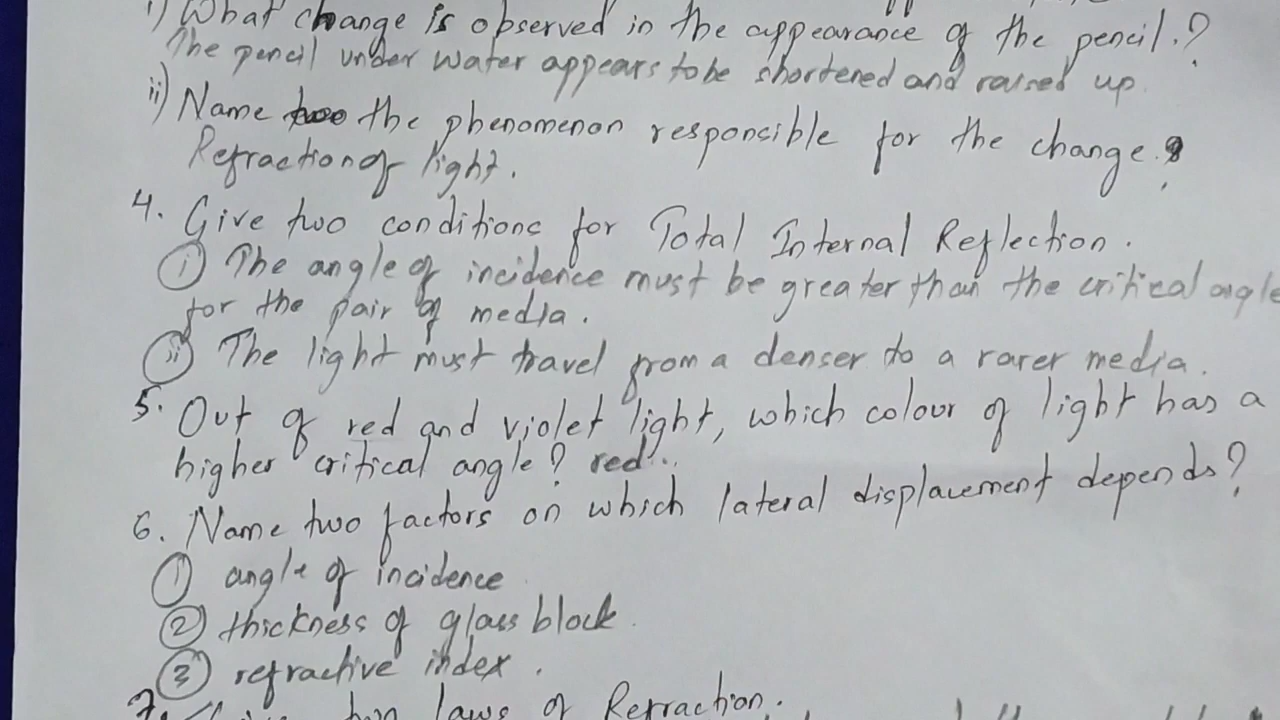 i) What change is observed in the appearance of the pencil.?
The pencil under water appears to be shortened and raised up.
ii) Name the phenomenon responsible for the change.?
Refraction of light.
4. Give two conditions for Total Internal Reflection.
i) The angle of incidence must be greater than the critical angle
for the pair of media.
ii) The light must travel from a denser to a rarer media.
5. Out of red and violet light, which colour of light has a
higher critical angle? red.
6. Name two factors on which lateral displacement depends?
1) angle of incidence
2) thickness of glass block.
3) refractive index.
7. two laws of Refraction.